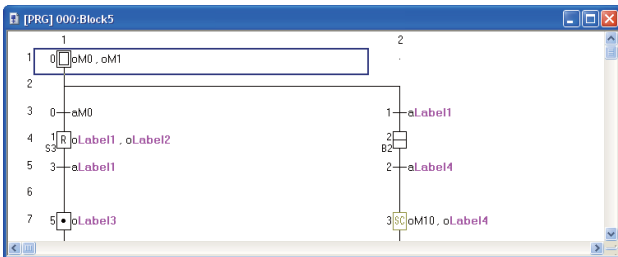 [PRG] 000:Block5
1 2
1 0 oM0 , oM1
2
3 0 aM0 1 aLabel1
4 1 S3 R oLabel1 , oLabel2 2 B2
5 3 aLabel1 2 aLabel4
6
7 5 oLabel3 3 SC oM10, oLabel4